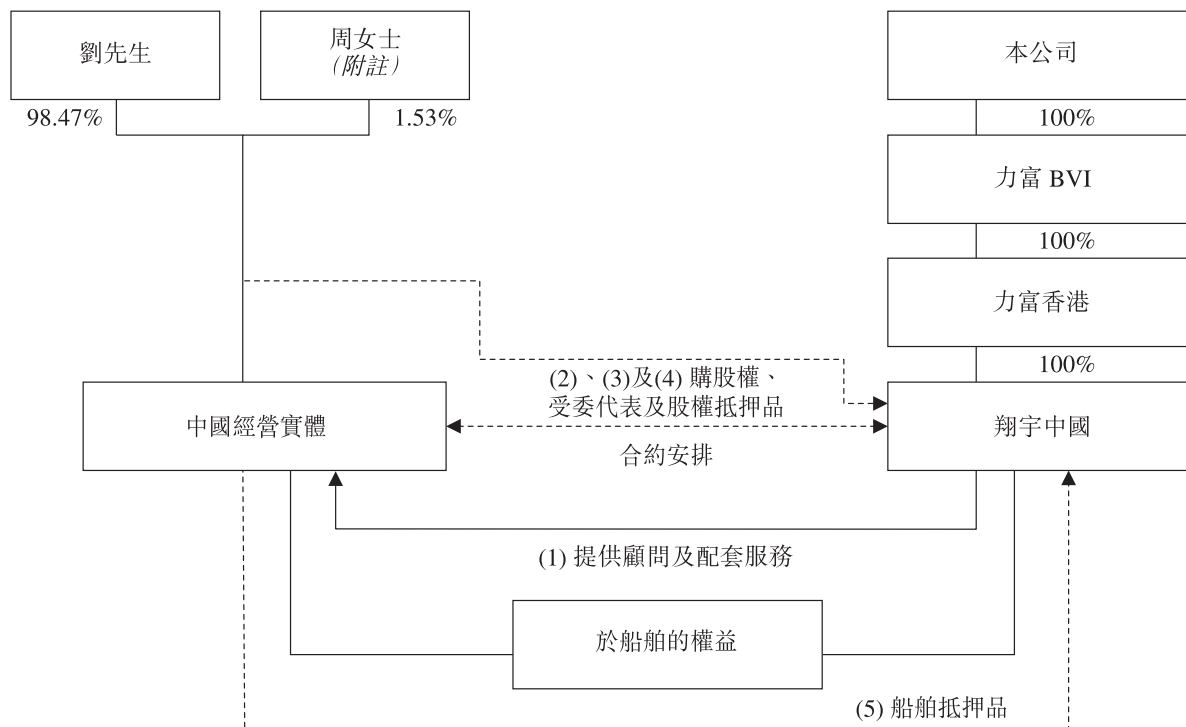 劉先生
周女士
(附註)
本公司
98.47%
1.53%
100%
力富 BVI
100%
力富香港
100%
(2)、(3)及(4) 購股權、
受委代表及股權抵押品
中國經營實體
翔宇中國
合約安排
(1) 提供顧問及配套服務
於船舶的權益
(5) 船舶抵押品